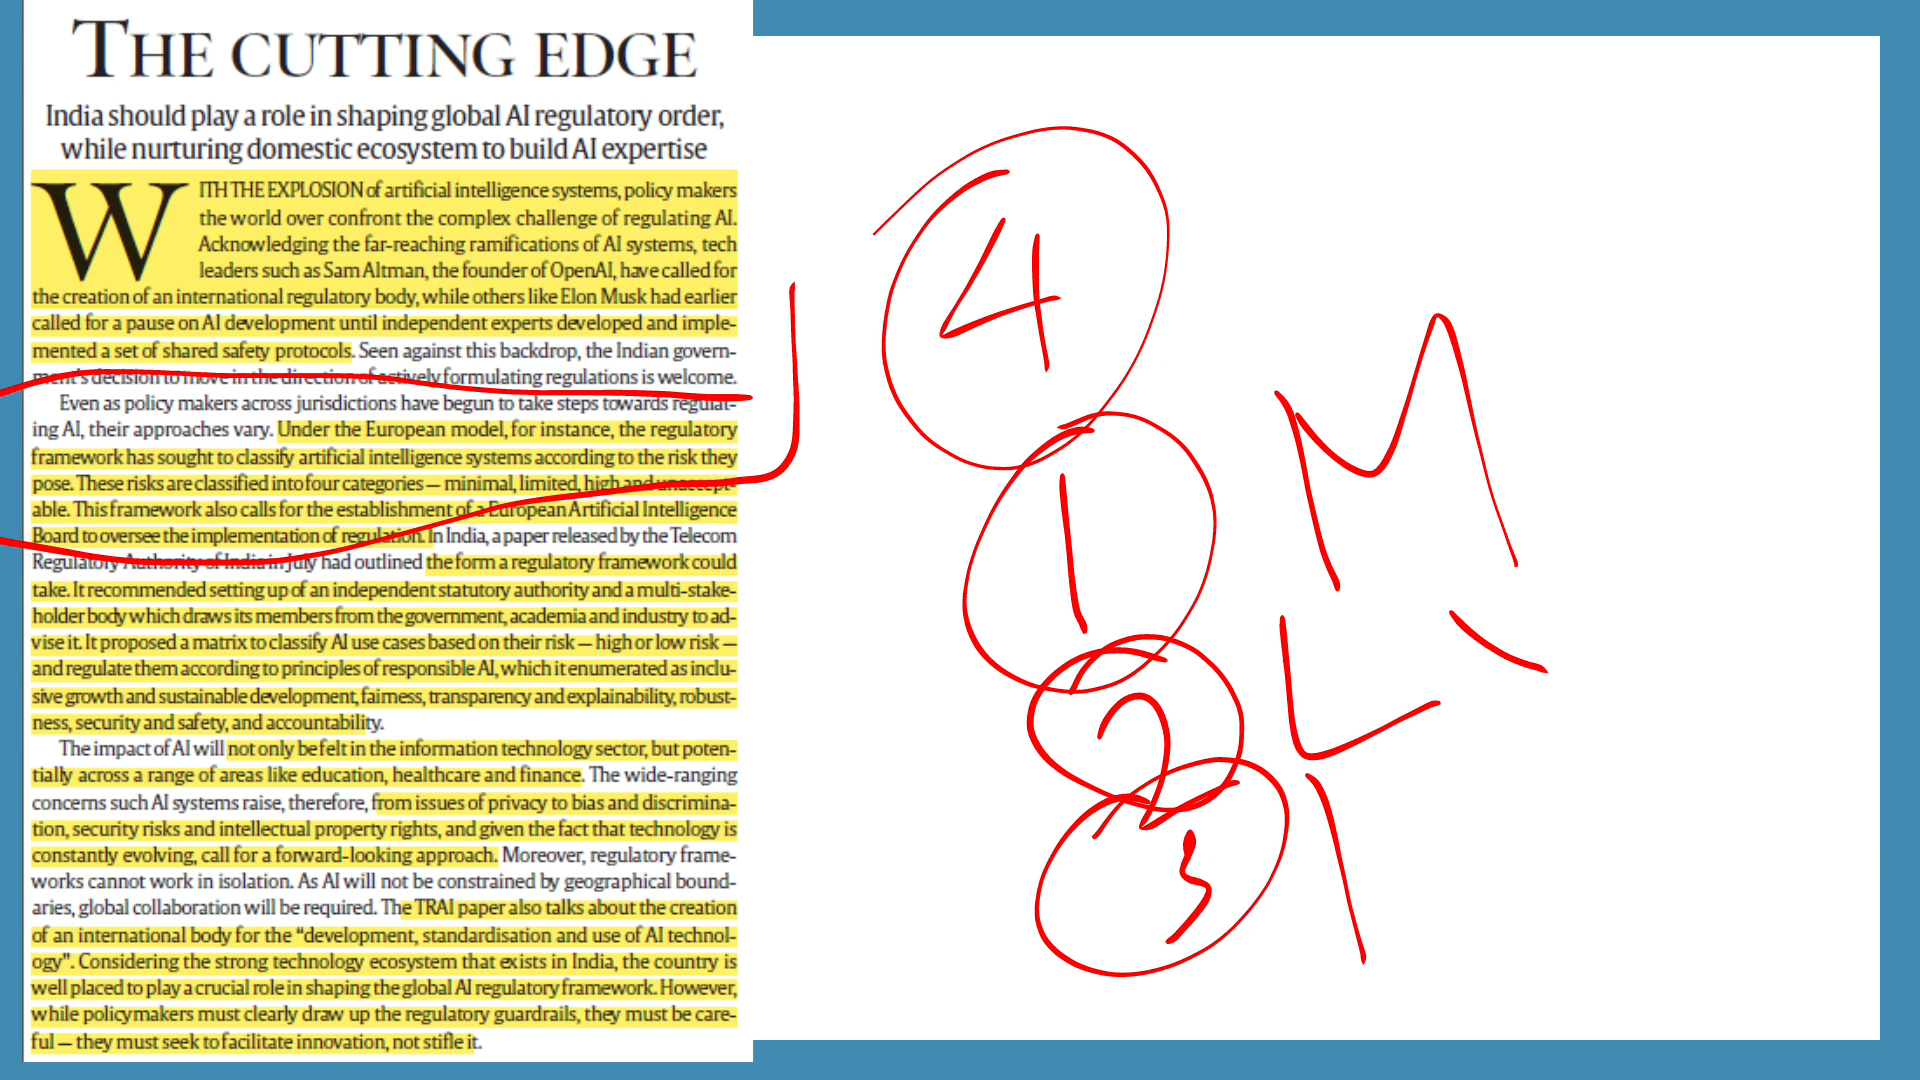 THE CUTTING EDGE
India should play a role in shaping global AI regulatory order,
while nurturing domestic ecosystem to build AI expertise
WITH THE EXPLOSION of artificial intelligence systems, policy makers
the world over confront the complex challenge of regulating AI.
Acknowledging the far-reaching ramifications of AI systems, tech
leaders such as Sam Altman, the founder of OpenAI, have called for
the creation of an international regulatory body, while others like Elon Musk had earlier
called for a pause on AI development until independent experts developed and imple-
mented a set of shared safety protocols. Seen against this backdrop, the Indian govern-
ment's decision to move in the direction of actively formulating regulations is welcome.
Even as policy makers across jurisdictions have begun to take steps towards regulat-
ing AI, their approaches vary. Under the European model, for instance, the regulatory
framework has sought to classify artificial intelligence systems according to the risk they
pose. These risks are classified into four categories — minimal, limited, high and unaccept-
able. This framework also calls for the establishment of a European Artificial Intelligence
Board to oversee the implementation of regulation. In India, a paper released by the Telecom
Regulatory Authority of India in July had outlined the form a regulatory framework could
take. It recommended setting up of an independent statutory authority and a multi-stake-
holder body which draws its members from the government, academia and industry to ad-
vise it. It proposed a matrix to classify AI use cases based on their risk — high or low risk —
and regulate them according to principles of responsible AI, which it enumerated as inclu-
sive growth and sustainable development, fairness, transparency and explainability, robust-
ness, security and safety, and accountability.
The impact of AI will not only be felt in the information technology sector, but poten-
tially across a range of areas like education, healthcare and finance. The wide-ranging
concerns such AI systems raise, therefore, from issues of privacy to bias and discrimina-
tion, security risks and intellectual property rights, and given the fact that technology is
constantly evolving, call for a forward-looking approach. Moreover, regulatory frame-
works cannot work in isolation. As AI will not be constrained by geographical bound-
aries, global collaboration will be required. The TRAI paper also talks about the creation
of an international body for the “development, standardisation and use of AI technol-
ogy”. Considering the strong technology ecosystem that exists in India, the country is
well placed to play a crucial role in shaping the global AI regulatory framework. However,
while policymakers must clearly draw up the regulatory guardrails, they must be care-
ful — they must seek to facilitate innovation, not stifle it.
4
1
2
3
M
L